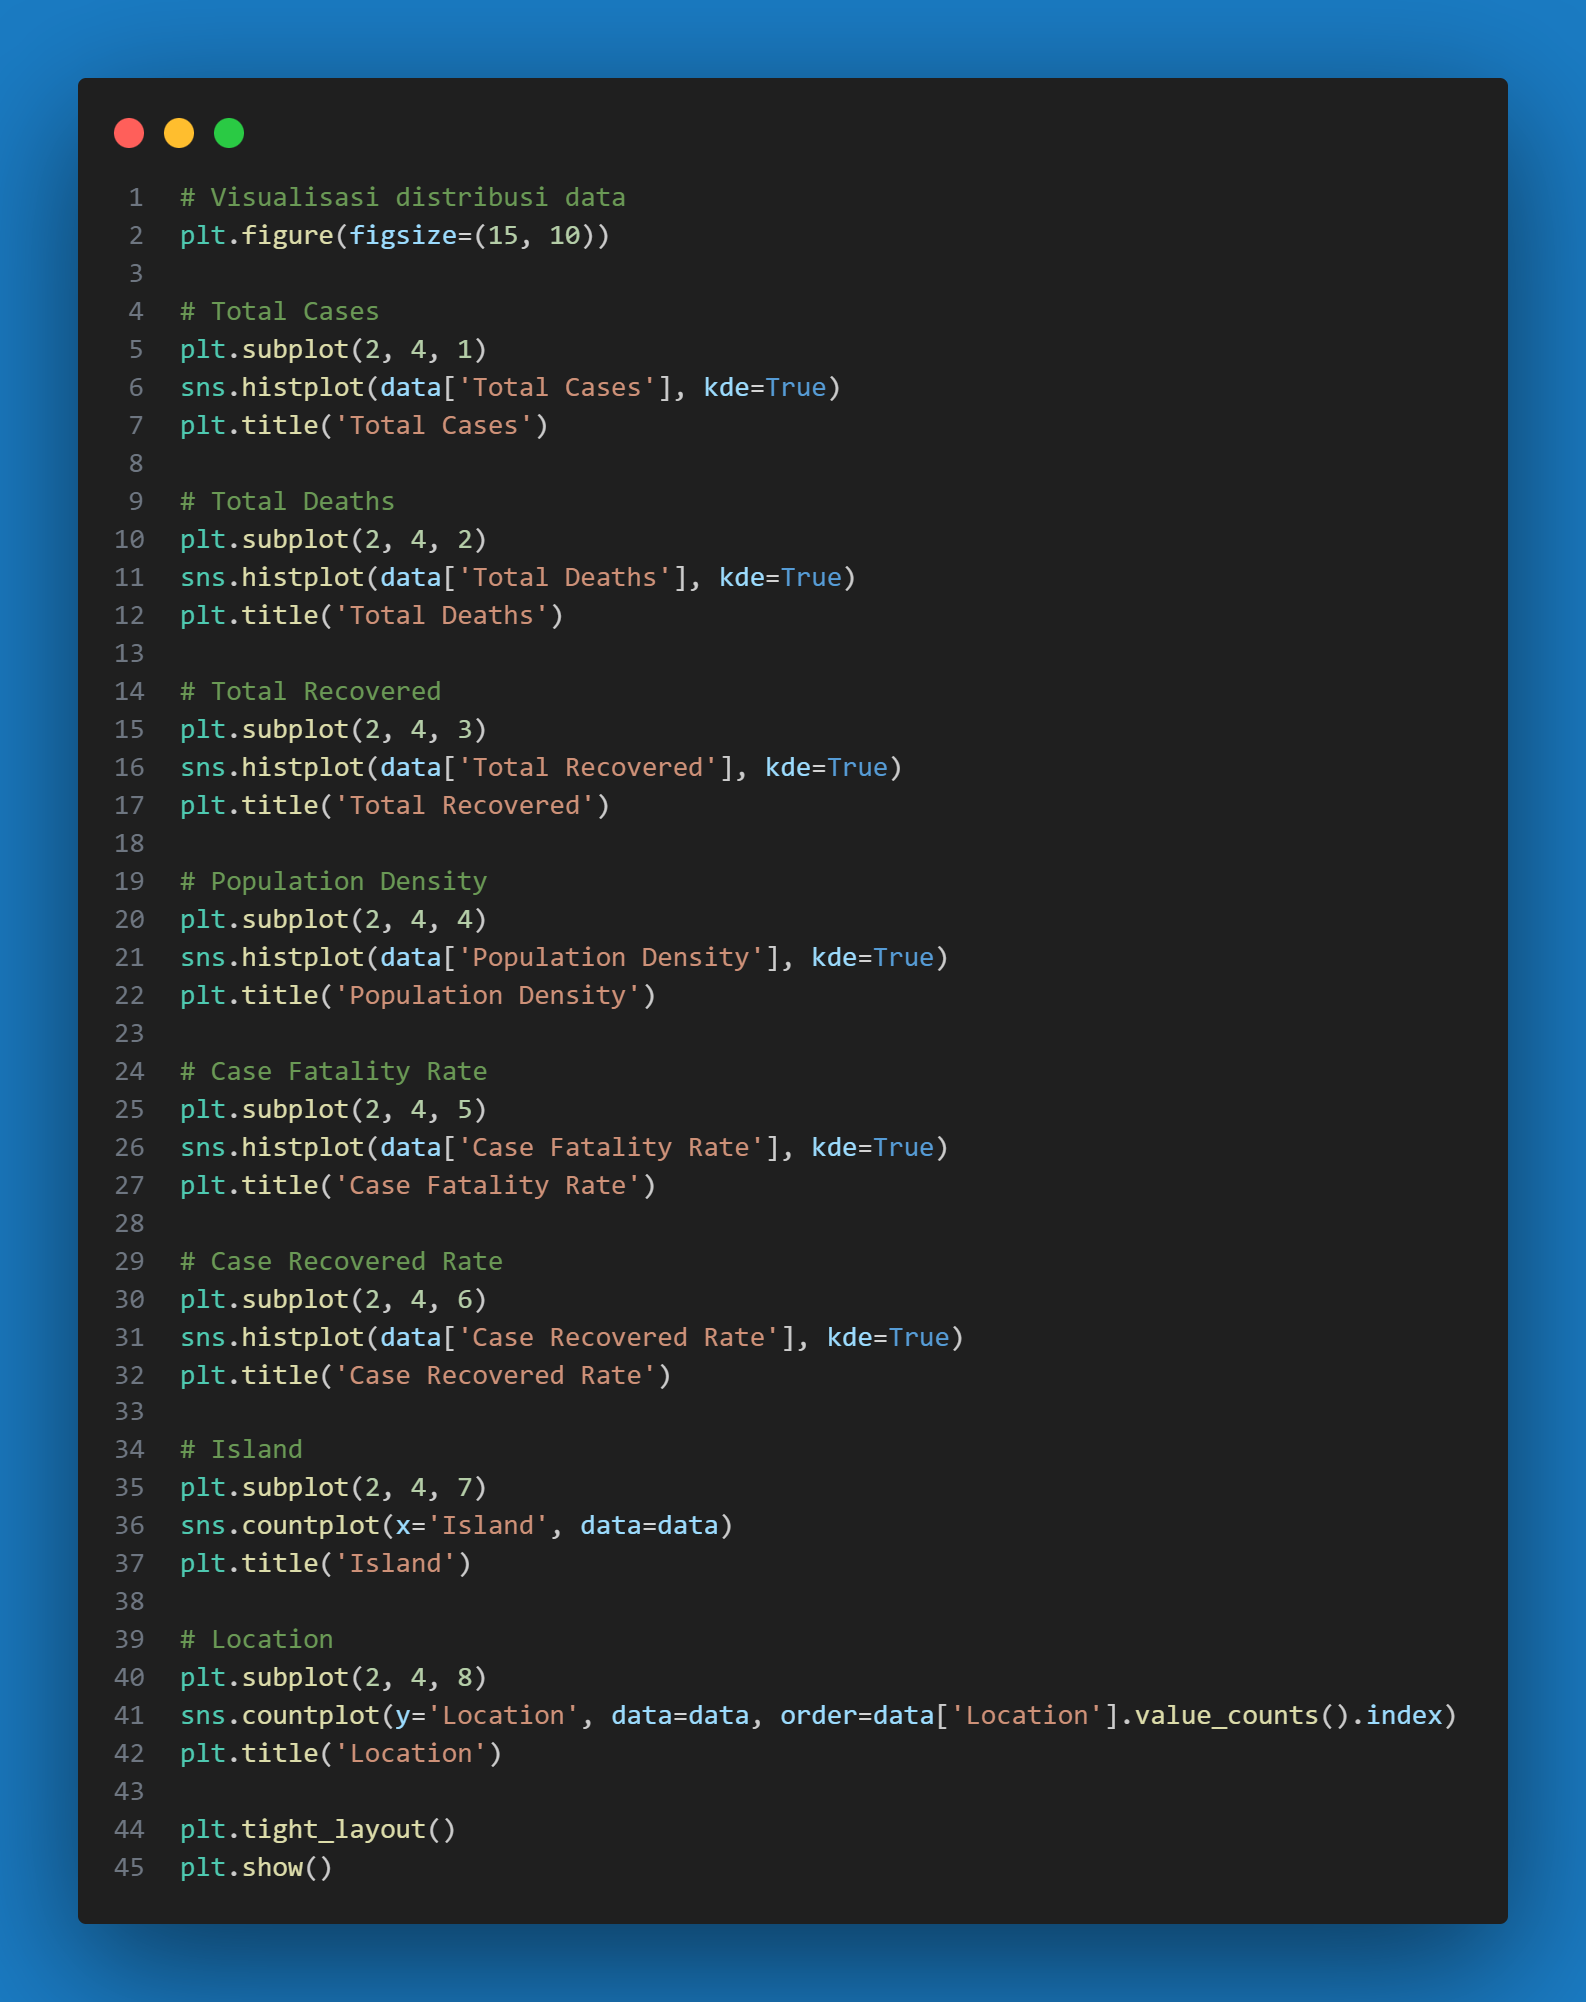 1 # Visualisasi distribusi data
2 plt.figure(figsize=(15, 10))
3
4 # Total Cases
5 plt.subplot(2, 4, 1)
6 sns.histplot(data['Total Cases'], kde=True)
7 plt.title('Total Cases')
8
9 # Total Deaths
10 plt.subplot(2, 4, 2)
11 sns.histplot(data['Total Deaths'], kde=True)
12 plt.title('Total Deaths')
13
14 # Total Recovered
15 plt.subplot(2, 4, 3)
16 sns.histplot(data['Total Recovered'], kde=True)
17 plt.title('Total Recovered')
18
19 # Population Density
20 plt.subplot(2, 4, 4)
21 sns.histplot(data['Population Density'], kde=True)
22 plt.title('Population Density')
23
24 # Case Fatality Rate
25 plt.subplot(2, 4, 5)
26 sns.histplot(data['Case Fatality Rate'], kde=True)
27 plt.title('Case Fatality Rate')
28
29 # Case Recovered Rate
30 plt.subplot(2, 4, 6)
31 sns.histplot(data['Case Recovered Rate'], kde=True)
32 plt.title('Case Recovered Rate')
33
34 # Island
35 plt.subplot(2, 4, 7)
36 sns.countplot(x='Island', data=data)
37 plt.title('Island')
38
39 # Location
40 plt.subplot(2, 4, 8)
41 sns.countplot(y='Location', data=data, order=data['Location'].value_counts().index)
42 plt.title('Location')
43
44 plt.tight_layout()
45 plt.show()